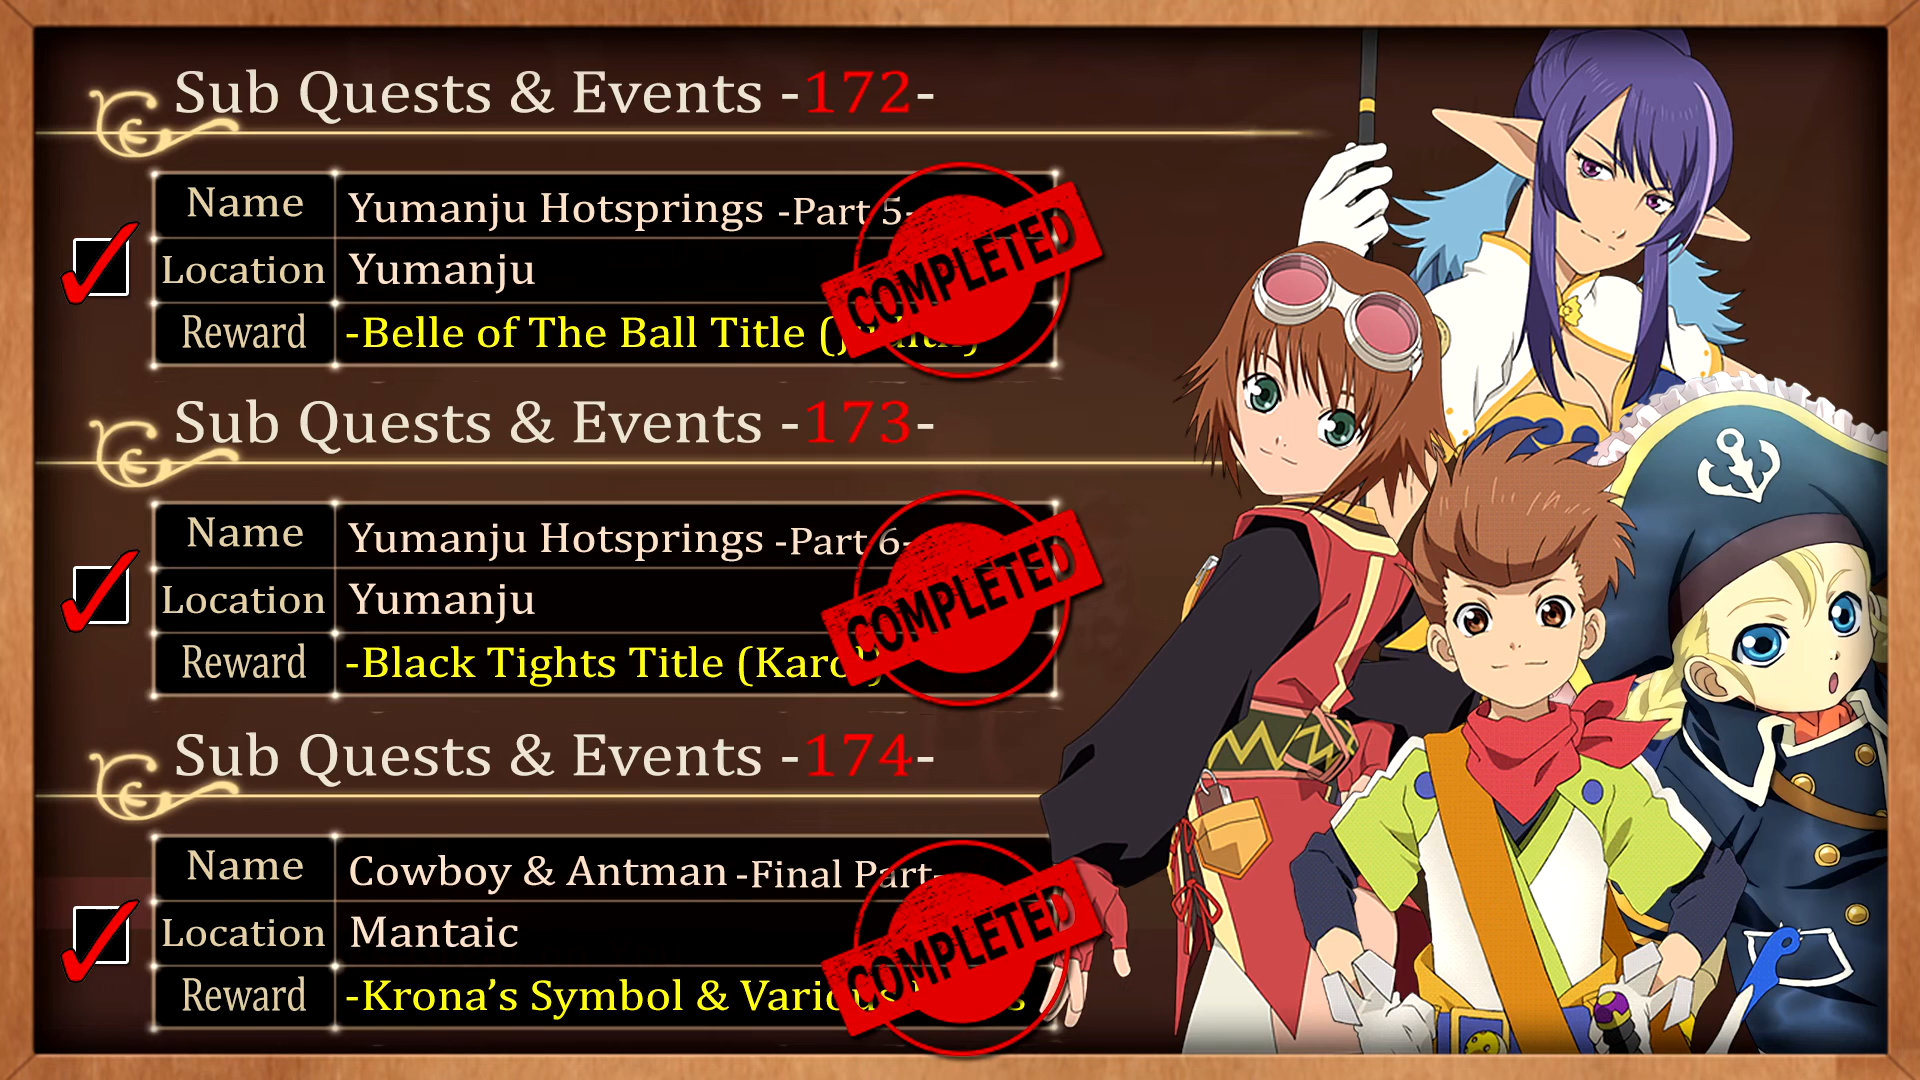 Sub Quests & Events -172-
Name Yumanju Hotsprings -Part 5-
Location Yumanju
Reward -Belle of The Ball Title
COMPLETED
Sub Quests & Events -173-
Name Yumanju Hotsprings -Part 6-
Location Yumanju
Reward -Black Tights Title (Karol)
COMPLETED
Sub Quests & Events -174-
Name Cowboy & Antman -Final Part-
Location Mantaic
Reward -Krona's Symbol & Various
COMPLETED